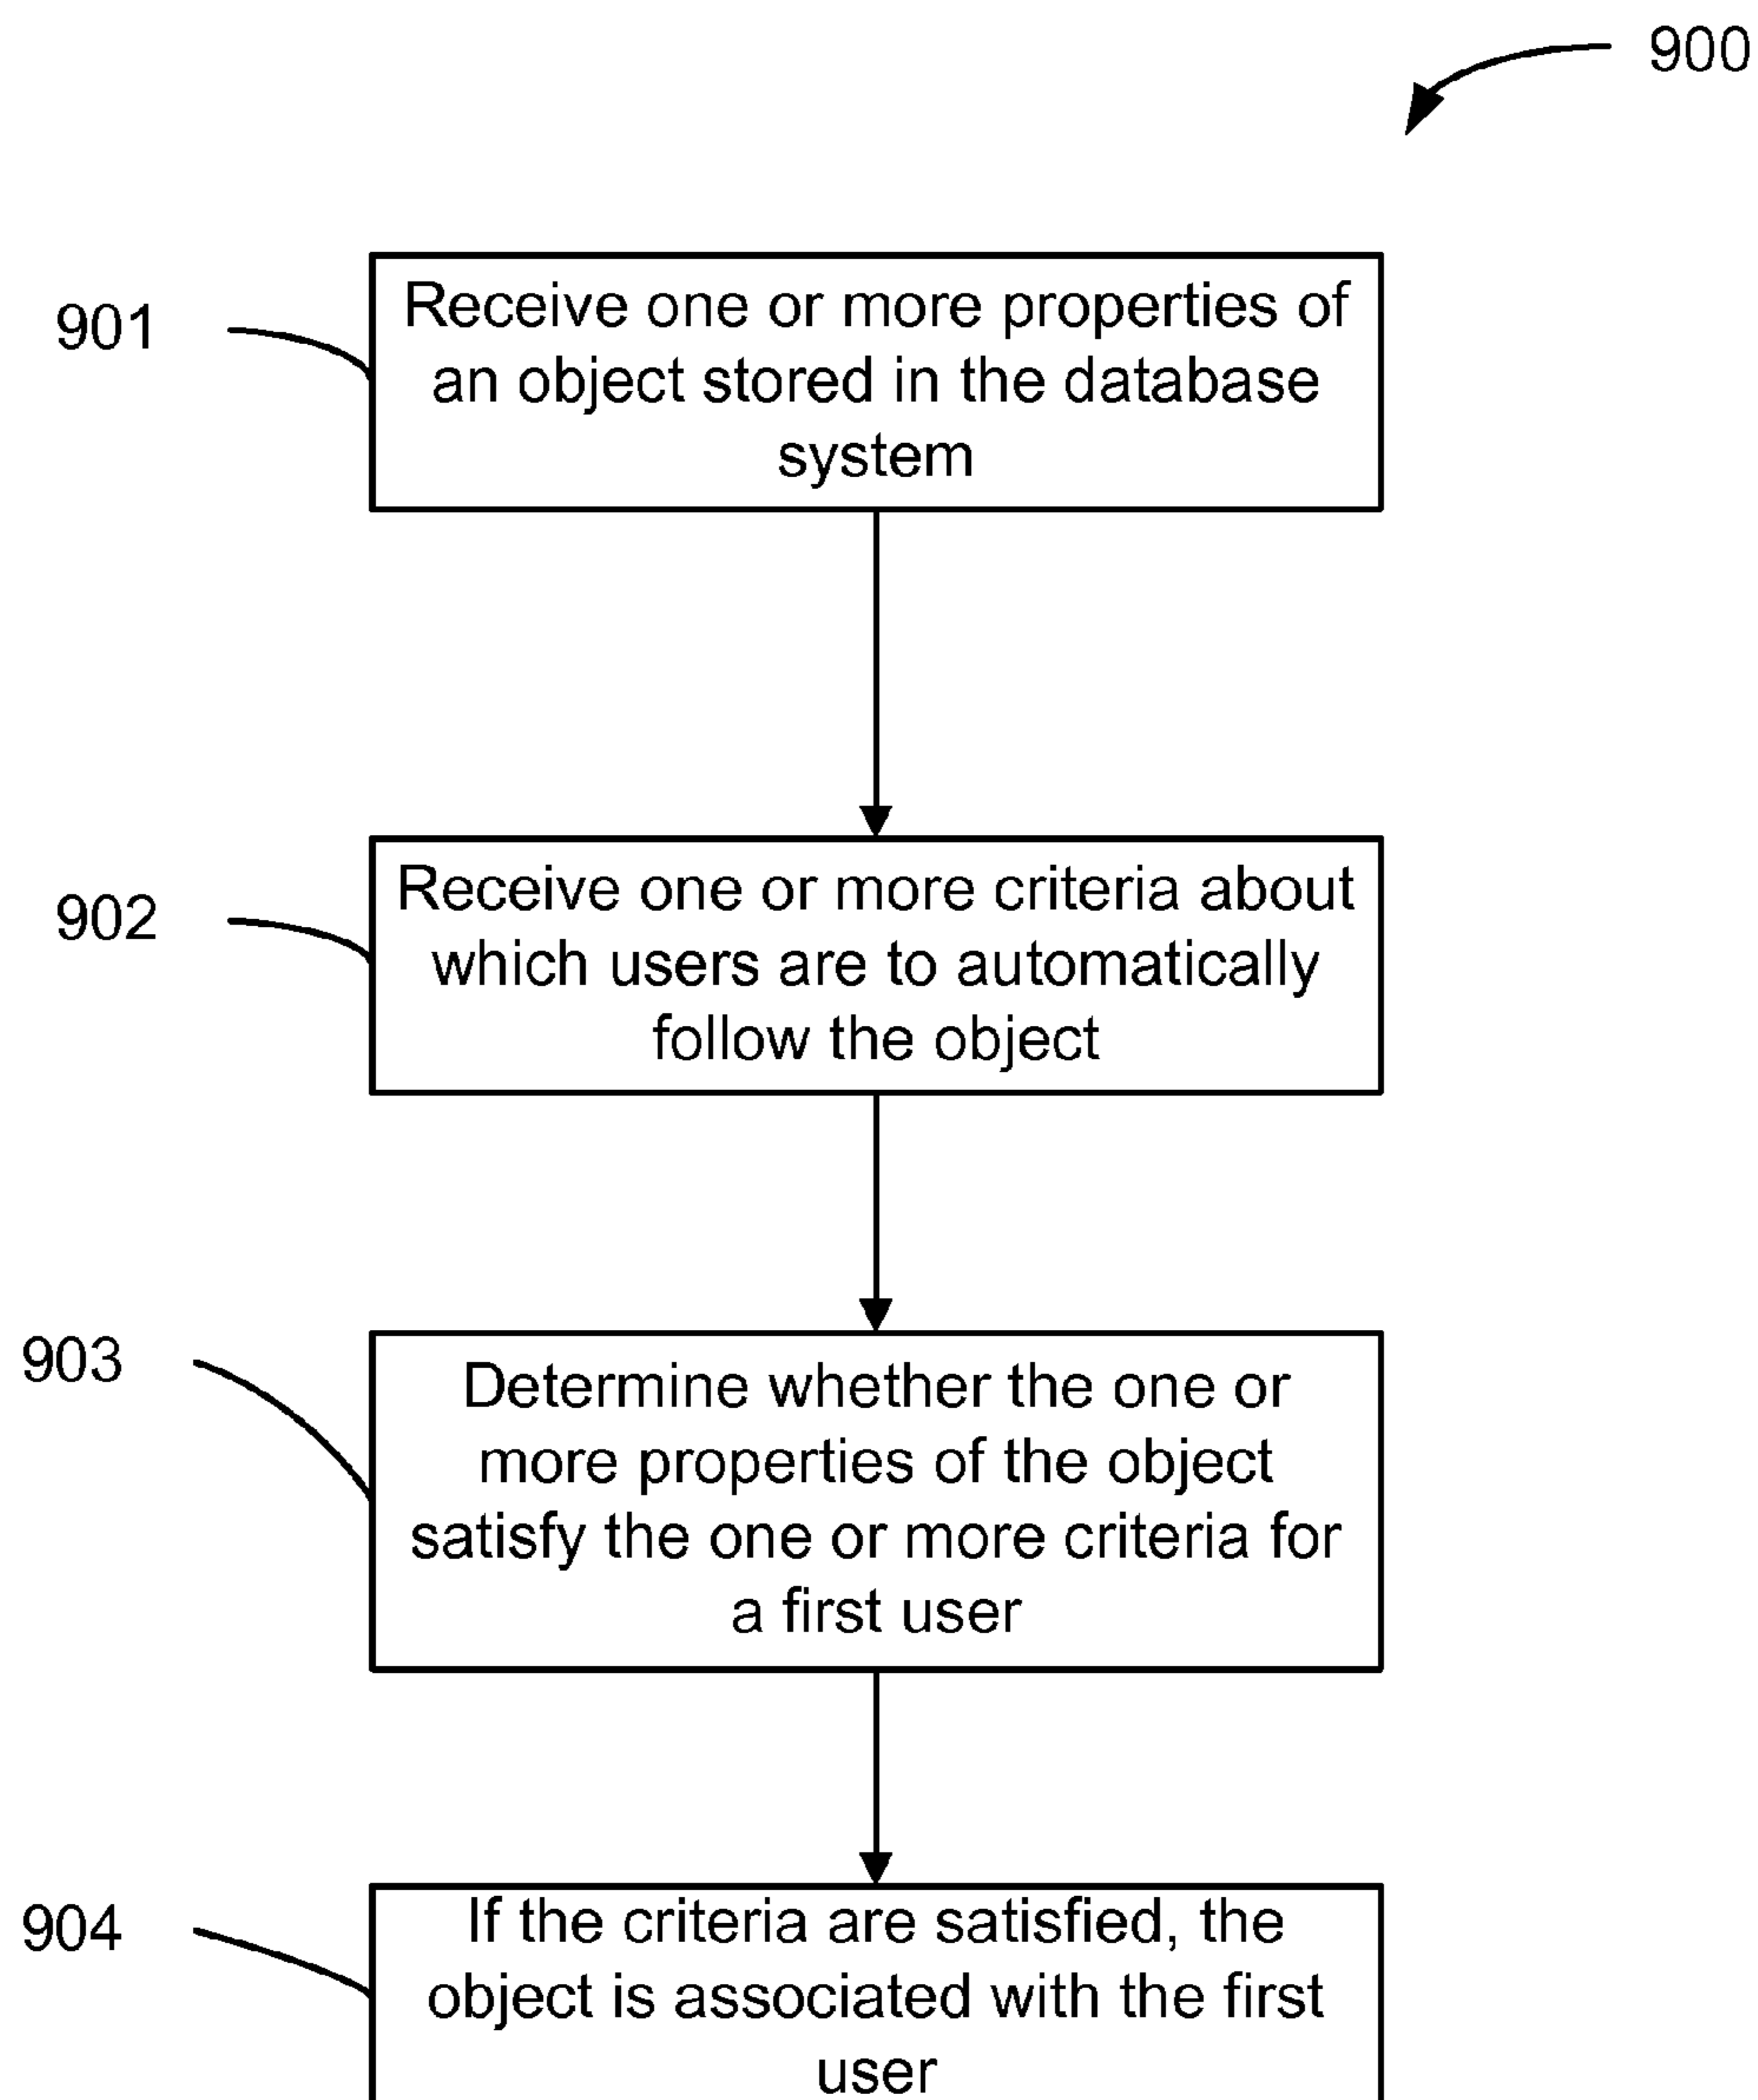 900
901
Receive one or more properties of
an object stored in the database
system
902
Receive one or more criteria about
which users are to automatically
follow the object
903
Determine whether the one or
more properties of the object
satisfy the one or more criteria for
a first user
904
If the criteria are satisfied, the
object is associated with the first
user